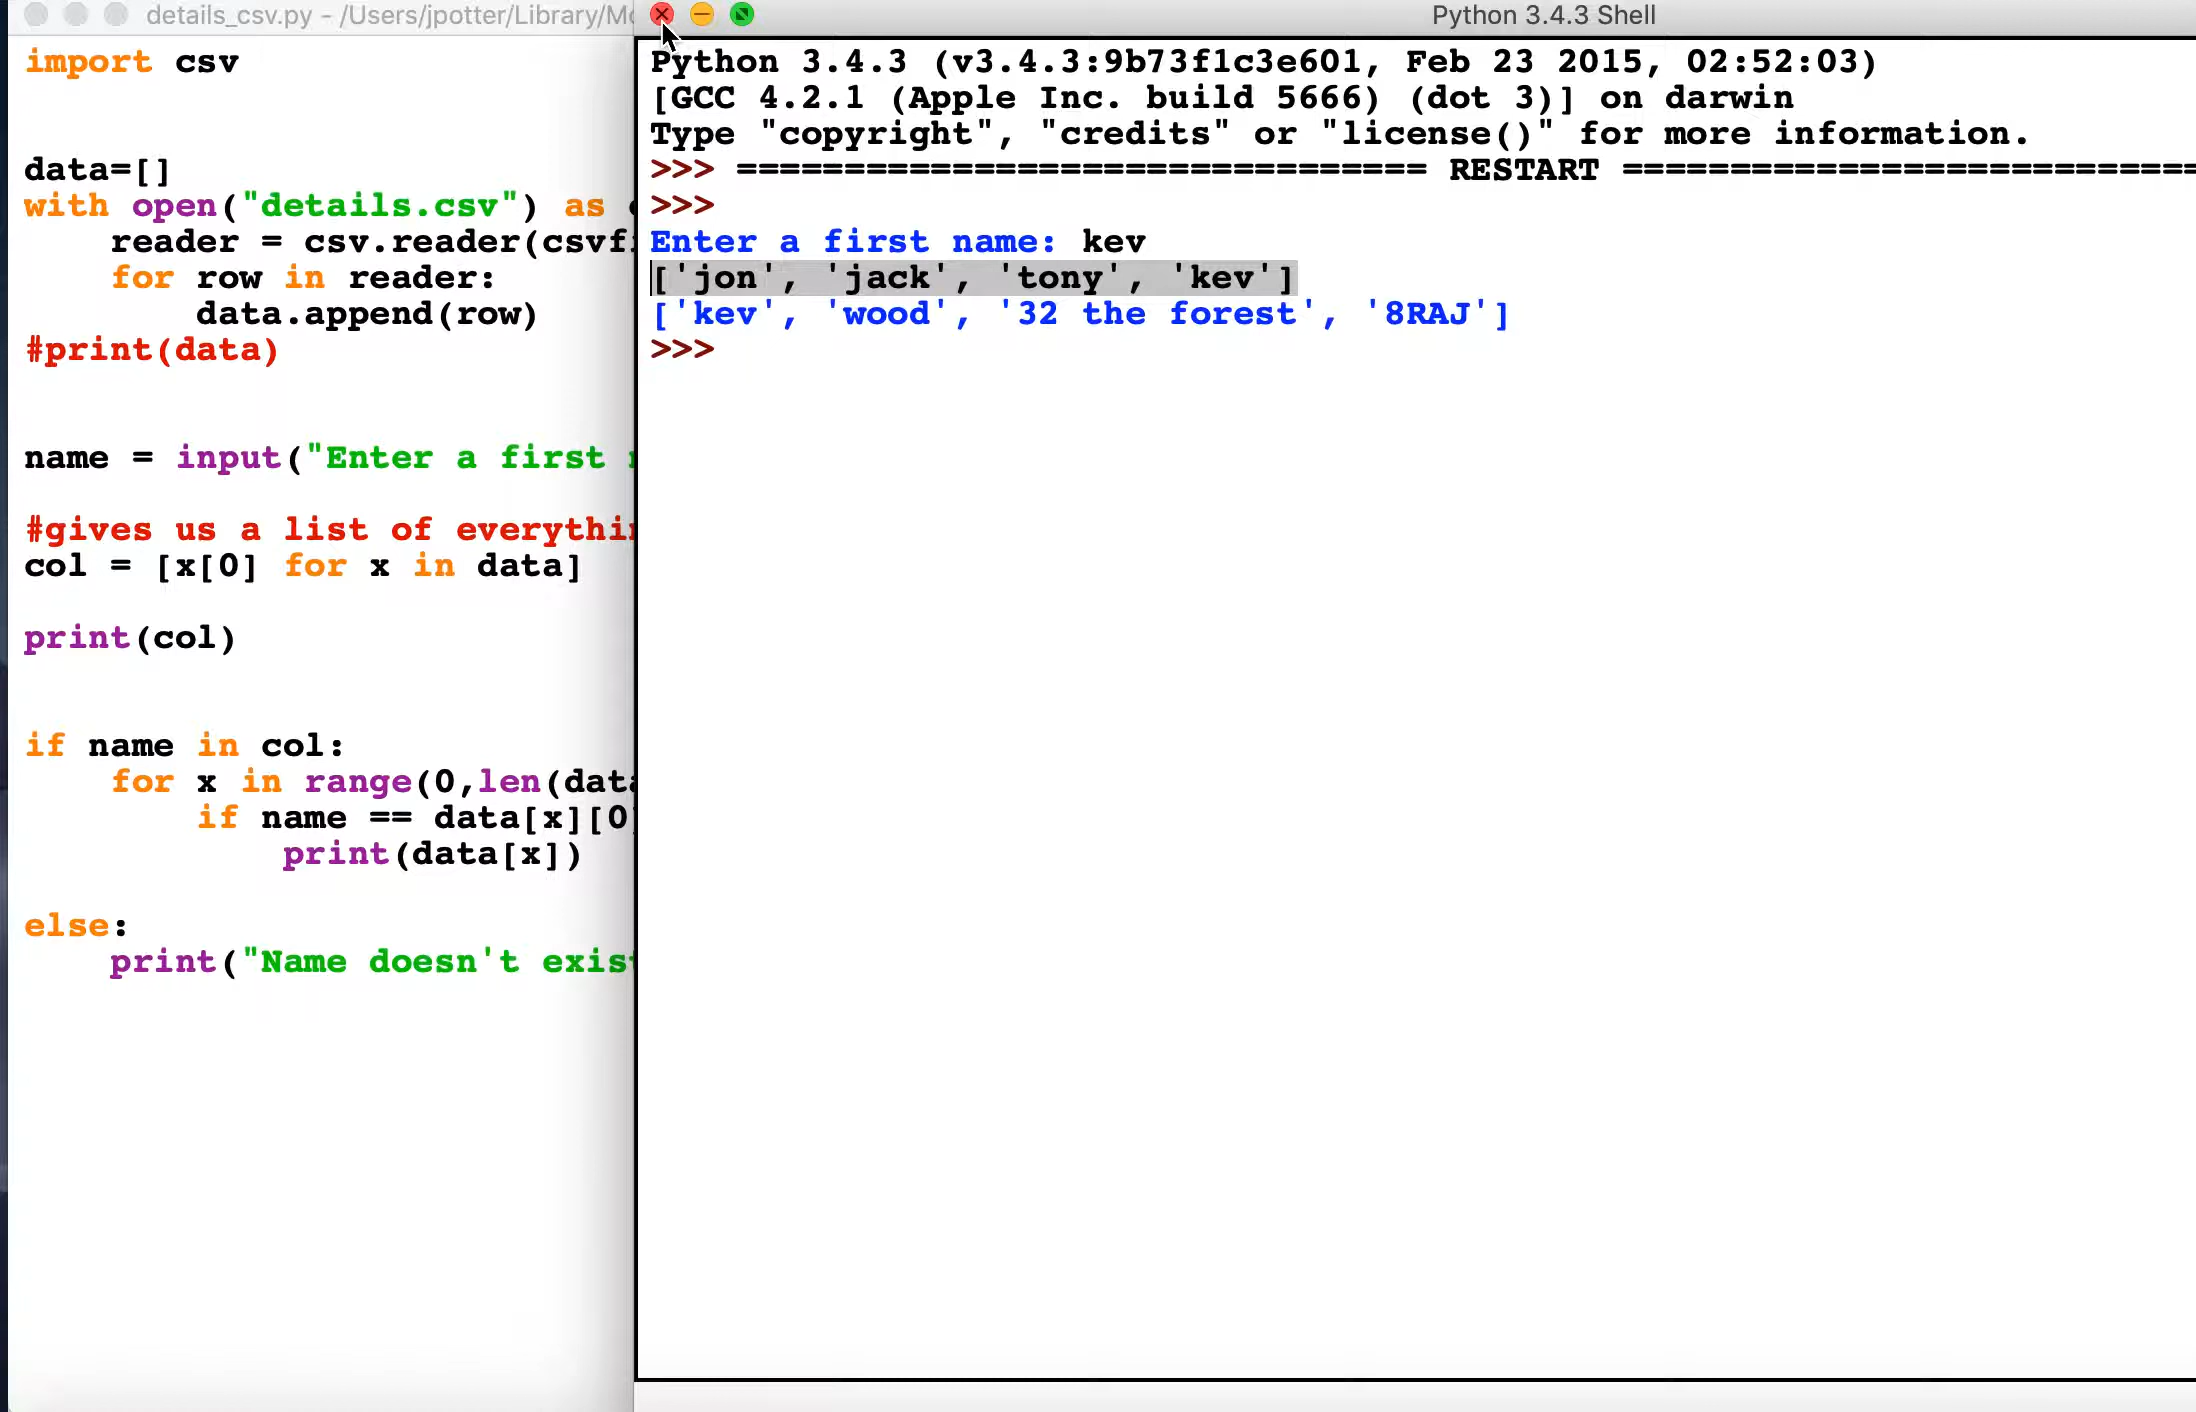 details_csv.py - /Users/jpotter/Library/Mo
import csv
data=[]
with open("details.csv") as
reader = csv.reader(csvfi
for row in reader:
data.append(row)
#print(data)
name = input("Enter a first
#gives us a list of everythin
col = [x[0] for x in data]
print(col)
if name in col:
for x in range(0,len(data
if name == data[x][0]
print(data[x])
else:
print("Name doesn't exist
Python 3.4.3 Shell
Python 3.4.3 (v3.4.3:9b73f1c3e601, Feb 23 2015, 02:52:03)
[GCC 4.2.1 (Apple Inc. build 5666) (dot 3)] on darwin
Type "copyright", "credits" or "license()" for more information.
>>> ================================ RESTART ===========================
>>>
Enter a first name: kev
['jon', 'jack', 'tony', 'kev']
['kev', 'wood', '32 the forest', '8RAJ']
>>>